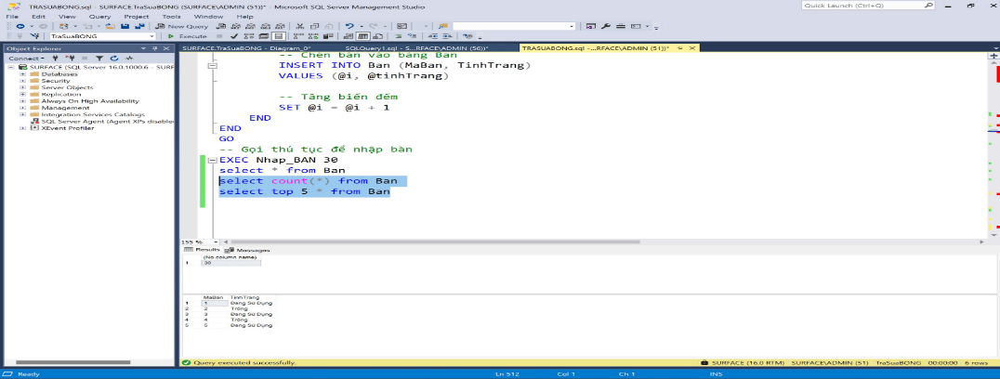 TRASUABONG.sql - SURFACE.TraSuaBONG (SURFACE\ADMIN (51))* - Microsoft SQL Server Management Studio
Quick Launch (Ctrl+Q)
File Edit View Query Project Tools Window Help
New Query
TraSuaBONG
Execute
Object Explorer
SURFACE.TraSuaBONG - Diagram_0*
SQLQuery1.sql - S...RFACE\ADMIN (56))*
TRASUABONG.sql -...RFACE\ADMIN (51))*
Connect
SURFACE (SQL Server 16.0.1000.6 - SURF
Databases
Security
Server Objects
Replication
Always On High Availability
Management
Integration Services Catalogs
SQL Server Agent (Agent XPs disable
XEvent Profiler
-- Chèn bàn vào bảng Ban
INSERT INTO Ban (MaBan, TinhTrang)
VALUES (@i, @tinhTrang)
-- Tăng biến đếm
SET @i = @i + 1
END
END
GO
-- Gọi thủ tục để nhập bàn
EXEC Nhap_BAN 30
select * from Ban
select count(*) from Ban
select top 5 * from Ban
155 %
Results Messages
(No column name)
1 30
MaBan TinhTrang
1 1 Đang Sử Dụng
2 2 Trống
3 3 Đang Sử Dụng
4 4 Trống
5 5 Đang Sử Dụng
Query executed successfully.
SURFACE (16.0 RTM) SURFACE\ADMIN (51) TraSuaBONG 00:00:00 6 rows
Ready
Ln 512 Col 1 Ch 1 INS